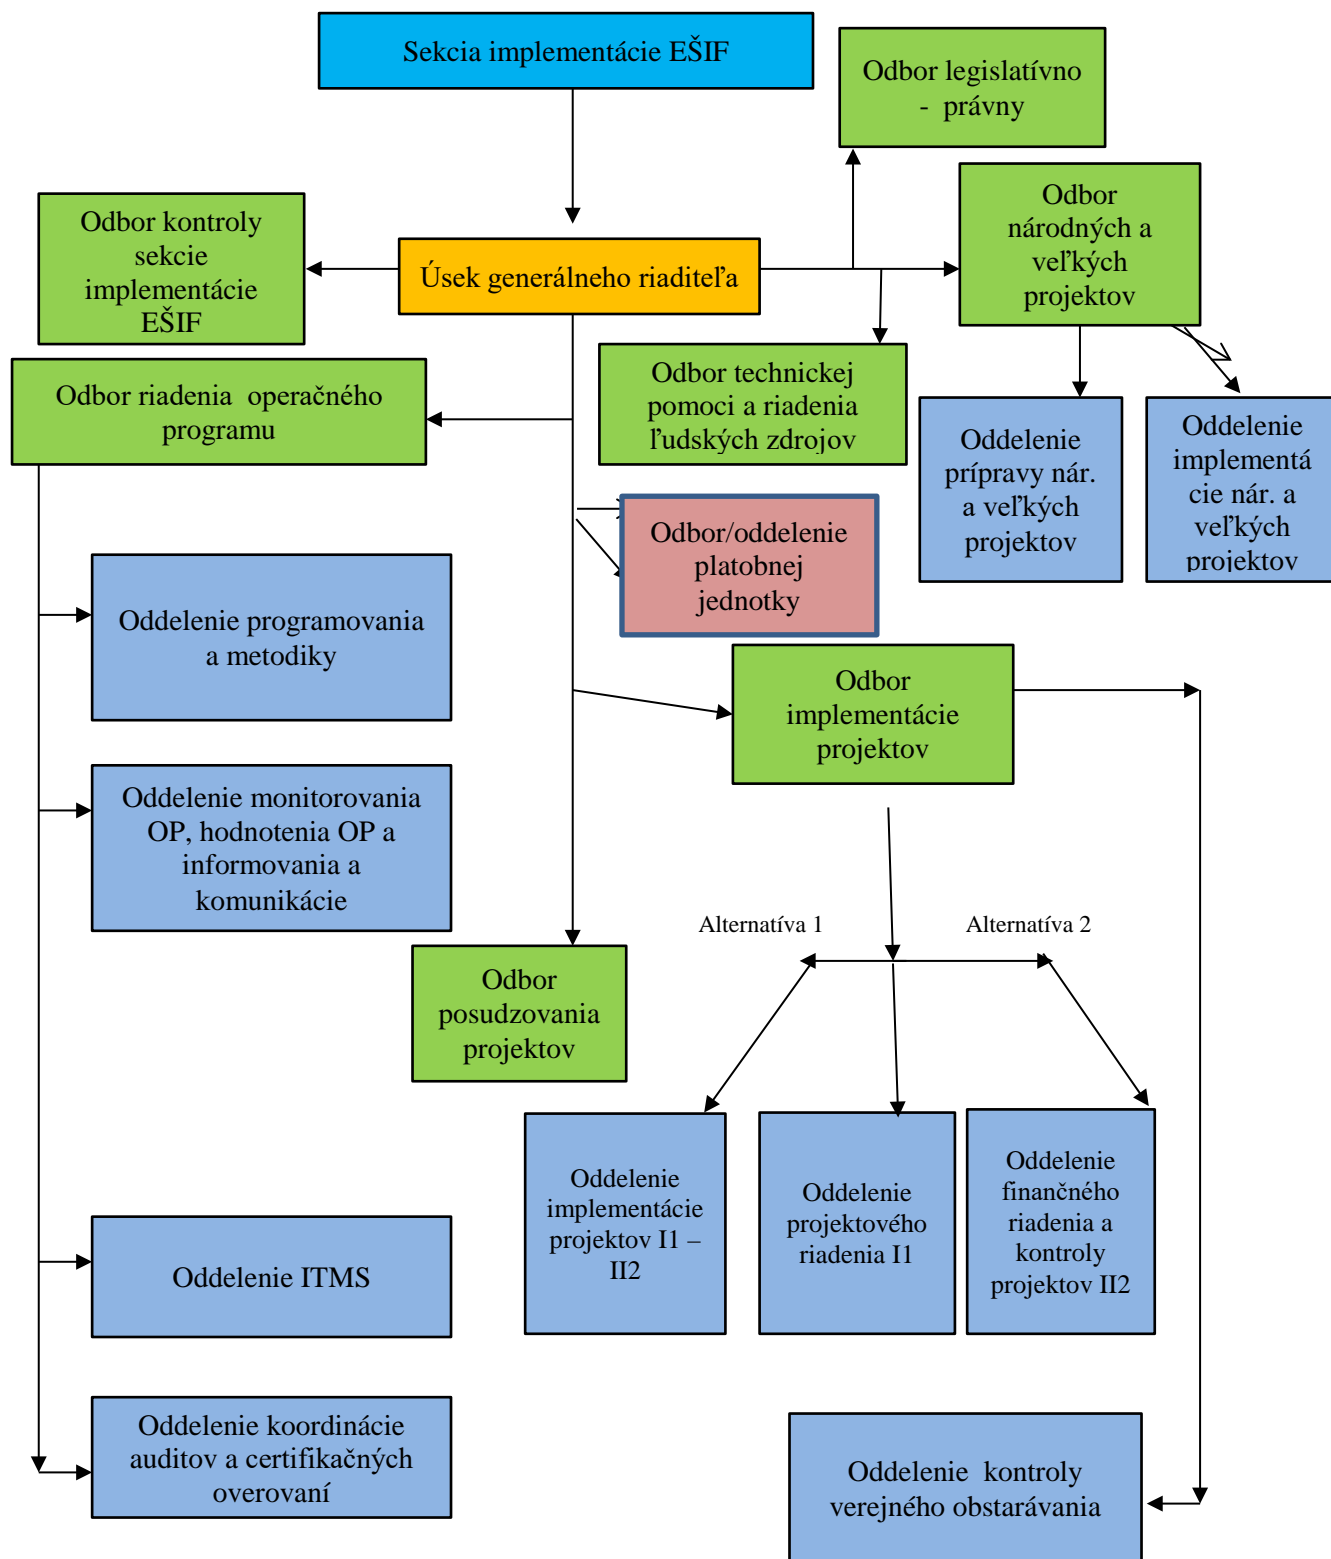 Sekcia implementácie EŠIF
Odbor legislatívno
- právny
Odbor kontroly
sekcie
implementácie
EŠIF
Úsek generálneho riaditeľa
Odbor
národných a
veľkých
projektov
Odbor riadenia operačného
programu
Odbor technickej
pomoci a riadenia
ľudských zdrojov
Oddelenie
prípravy nár.
a veľkých
projektov
Oddelenie
implementá
cie nár. a
veľkých
projektov
Odbor/oddelenie
platobnej
jednotky
Oddelenie programovania
a metodiky
Odbor
implementácie
projektov
Oddelenie monitorovania
OP, hodnotenia OP a
informovania a
komunikácie
Alternatíva 1
Alternatíva 2
Odbor
posudzovania
projektov
Oddelenie
implementácie
projektov I1 –
II2
Oddelenie
projektového
riadenia I1
Oddelenie
finančného
riadenia a
kontroly
projektov II2
Oddelenie ITMS
Oddelenie koordinácie
auditov a certifikačných
overovaní
Oddelenie kontroly
verejného obstarávania